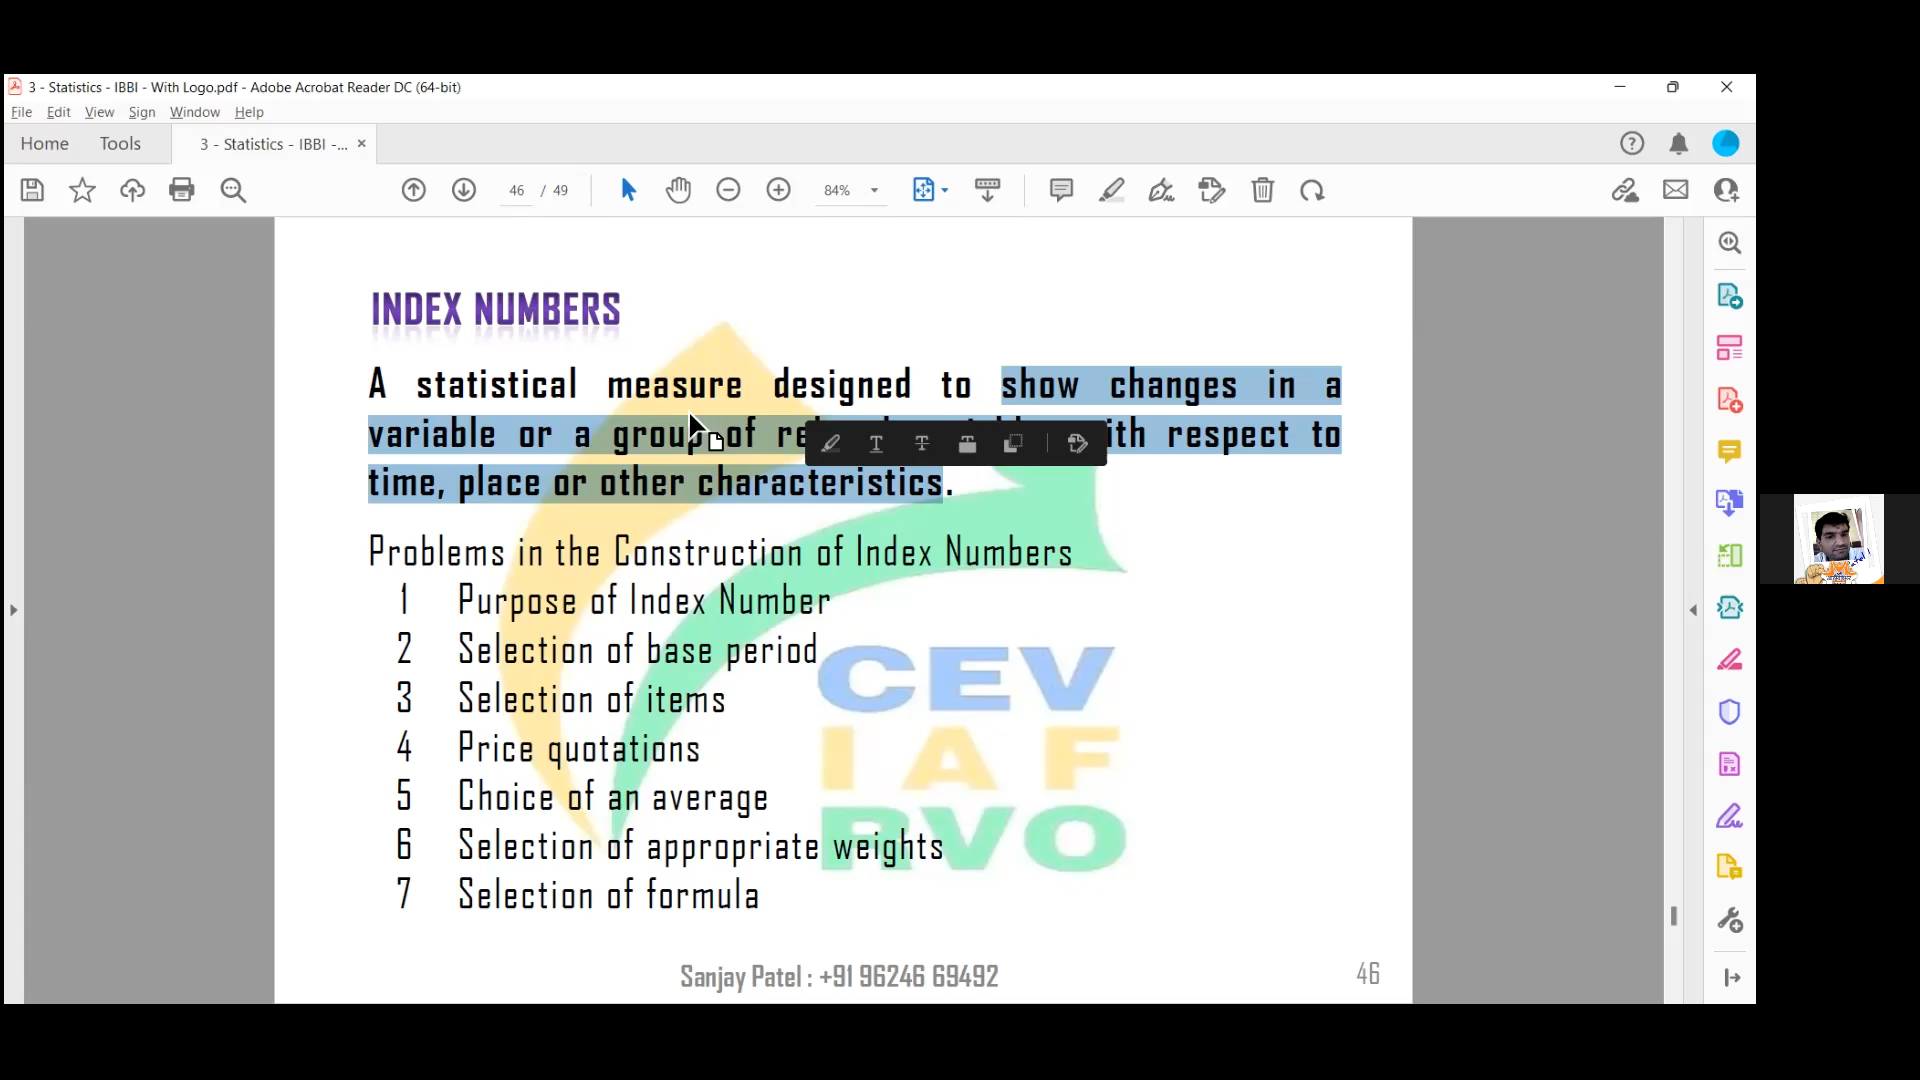 3 - Statistics - IBBI - With Logo.pdf - Adobe Acrobat Reader DC (64-bit)
File Edit View Sign Window Help
Home Tools 3 - Statistics - IBBI -...
46 / 49 84%
INDEX NUMBERS
A statistical measure designed to show changes in a
variable or a group of with respect to
time, place or other characteristics.
Problems in the Construction of Index Numbers
1 Purpose of Index Number
2 Selection of base period
3 Selection of items
4 Price quotations
5 Choice of an average
6 Selection of appropriate weights
7 Selection of formula
CEV
IAF
RVO
Sanjay Patel : +91 96246 69492
46